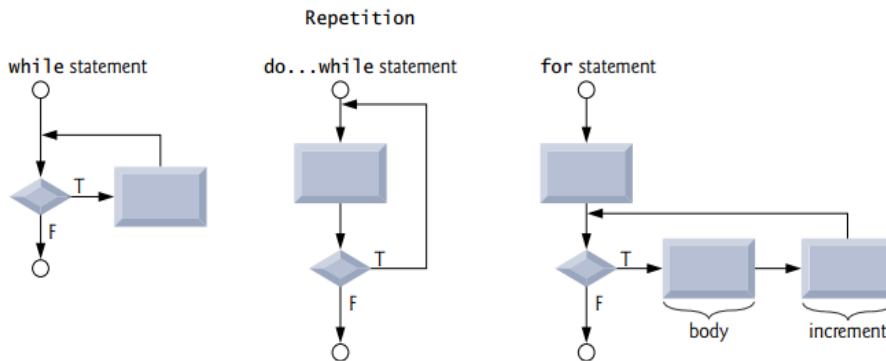 Repetition
while statement
do...while statement
for statement
T
F
T
F
T
F
body
increment